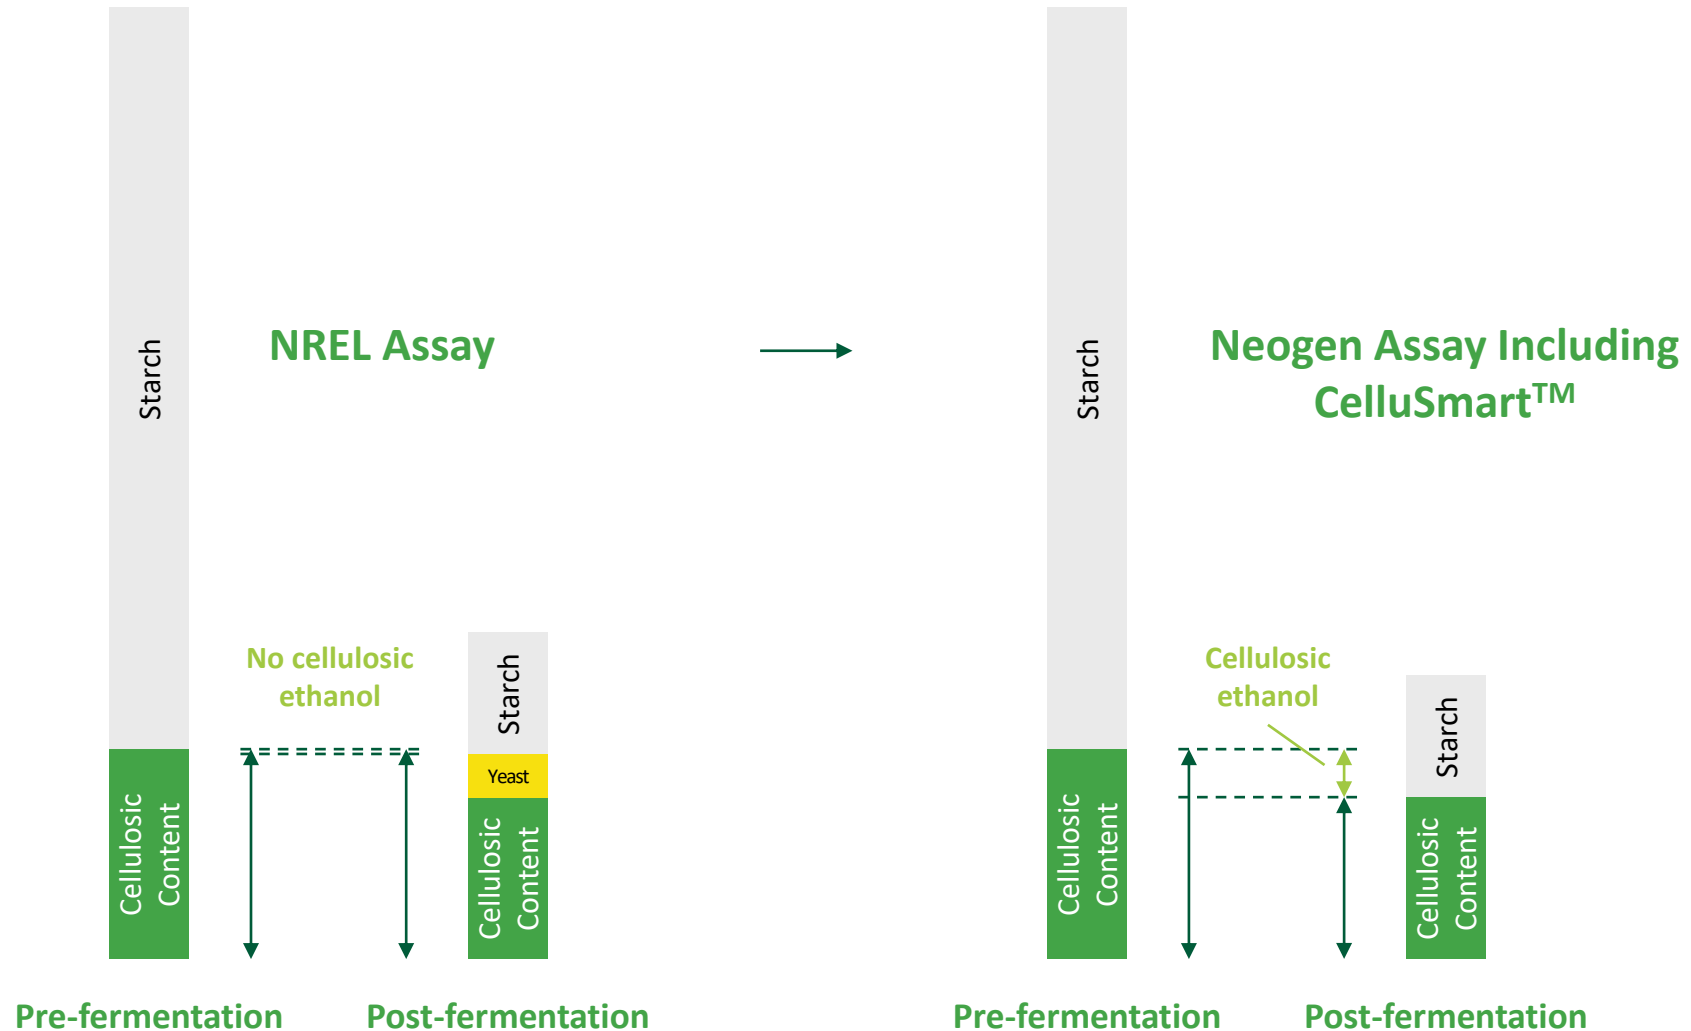 NREL Assay
Starch
No cellulosic
ethanol
Starch
Yeast
Cellulosic
Content
Cellulosic
Content
Pre-fermentation
Post-fermentation
Neogen Assay Including
CelluSmart™
Starch
Cellulosic
ethanol
Starch
Cellulosic
Content
Cellulosic
Content
Pre-fermentation
Post-fermentation